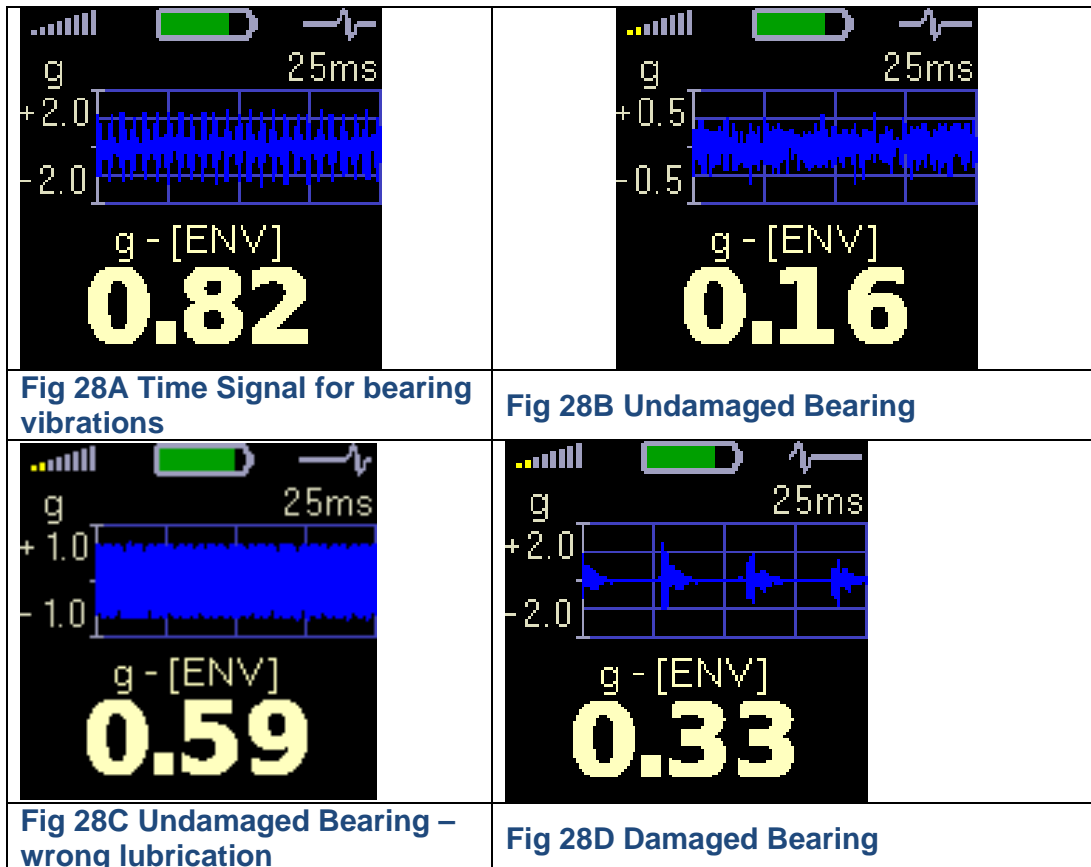 g 25ms
+2.0
-2.0
g - [ENV]
0.82
g 25ms
+0.5
-0.5
g - [ENV]
0.16
Fig 28A Time Signal for bearing
vibrations
Fig 28B Undamaged Bearing
g 25ms
+ 1.0
- 1.0
g - [ENV]
0.59
g 25ms
+2.0
-2.0
g - [ENV]
0.33
Fig 28C Undamaged Bearing –
wrong lubrication
Fig 28D Damaged Bearing